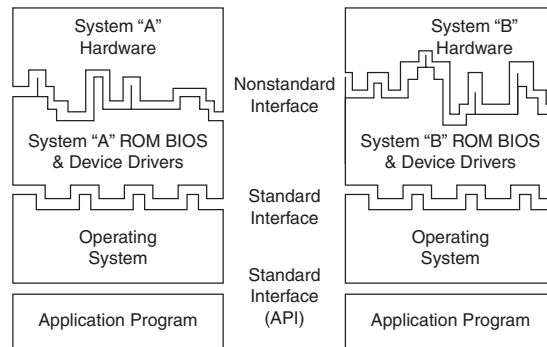 System “A”
Hardware
System “A” ROM BIOS
& Device Drivers
Operating
System
Application Program
Nonstandard
Interface
Standard
Interface
Standard
Interface
(API)
System “B”
Hardware
System “B” ROM BIOS
& Device Drivers
Operating
System
Application Program